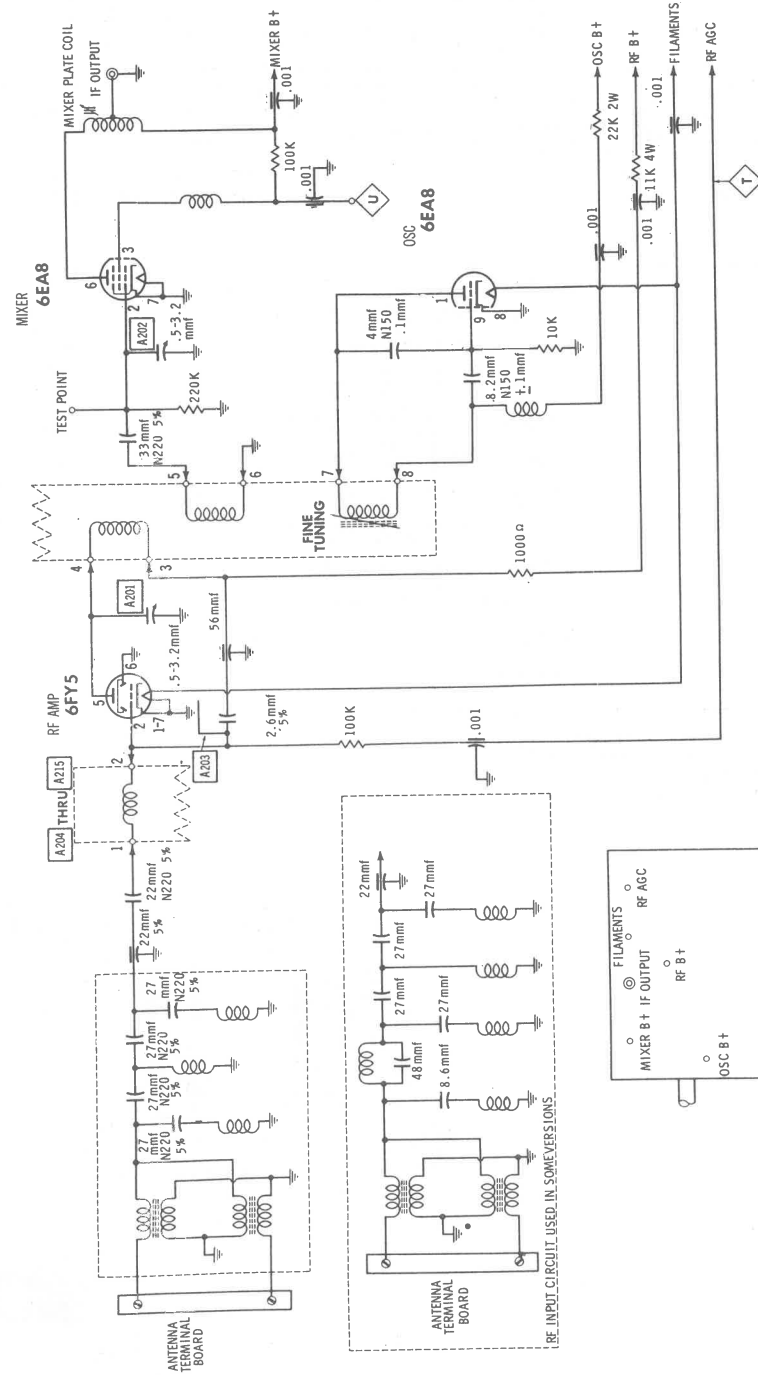 ANTENNA
TERMINAL
BOARD
27
mmf
N220
5%
27mmf
N220
5%
27mmf
N220
5%
27
mmf
N220
5%
22mmf
5%
22mmf
N220 5%
A204
THRU
A215
1
2
RF AMP
6FY5
5
6
2
1-7
A203
2.6mmf
5%
.5-3.2mmf
A201
56mmf
100K
.001
4
3
FINE
TUNING
5
6
7
8
1000Ω
TEST POINT
33mmf
N220 5%
220K
A202
.5-3.2
mmf
MIXER
6EA8
6
3
2
7
MIXER PLATE COIL
IF OUTPUT
MIXER B+
.001
100K
.001
U
OSC
6EA8
1
9
8
4mmf
N150
.1mmf
8.2mmf
N150
±.1mmf
10K
.001
22K 2W
OSC B+
.001
11K 4W
RF B+
.001
FILAMENTS
RF AGC
T
ANTENNA
TERMINAL
BOARD
8.6mmf
48mmf
27mmf
27mmf
27mmf
27mmf
22mmf
RF INPUT CIRCUIT USED IN SOMEVERSIONS
FILAMENTS
MIXER B+
IF OUTPUT
RF AGC
RF B+
OSC B+